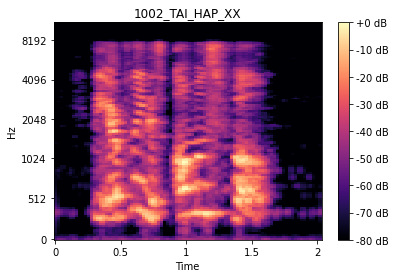 1002_TAI_HAP_XX
Hz
8192
4096
2048
1024
512
0
0
0.5
1
1.5
2
Time
+0 dB
-10 dB
-20 dB
-30 dB
-40 dB
-50 dB
-60 dB
-70 dB
-80 dB